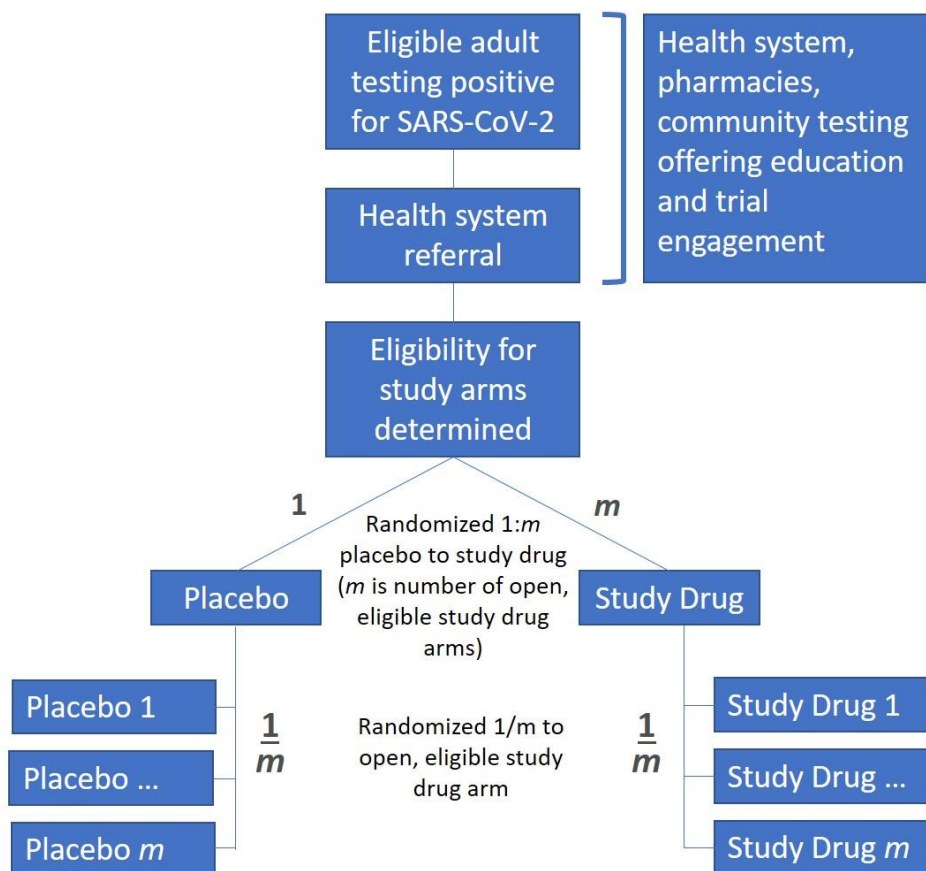 Eligible adult
testing positive
for SARS-CoV-2
Health system,
pharmacies,
community testing
offering education
and trial
engagement
Health system
referral
Eligibility for
study arms
determined
1
m
Randomized 1:m
placebo to study drug
(m is number of open,
eligible study drug
arms)
Placebo
Study Drug
Placebo 1
Placebo ...
Placebo m
1
m
Randomized 1/m to
open, eligible study
drug arm
1
m
Study Drug 1
Study Drug ...
Study Drug m